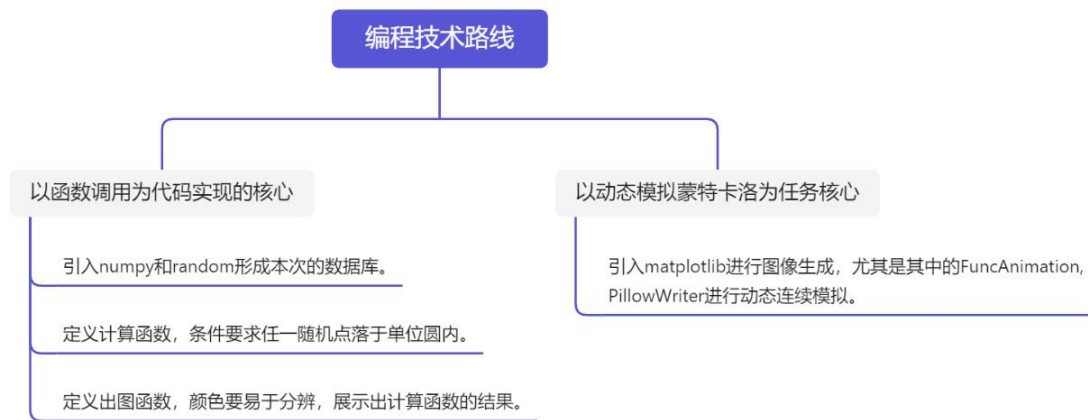 编程技术路线
以函数调用为代码实现的核心
引入numpy和random形成本次的数据库。
定义计算函数，条件要求任一随机点落于单位圆内。
定义出图函数，颜色要易于分辨，展示出计算函数的结果。
以动态模拟蒙特卡洛为任务核心
引入matplotlib进行图像生成，尤其是其中的FuncAnimation,
PillowWriter进行动态连续模拟。